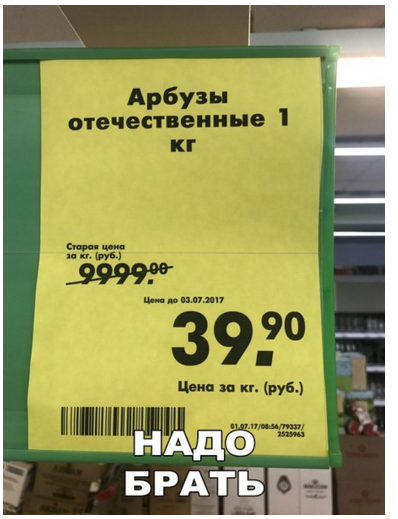 Арбузы
отечественные 1
кг
Старая цена
за кг. (руб.)
9999.00
Цена до 03.07.2017
39.90
Цена за кг. (руб.)
01.07.17/08:56/79337/
2525963
НАДО
БРАТЬ